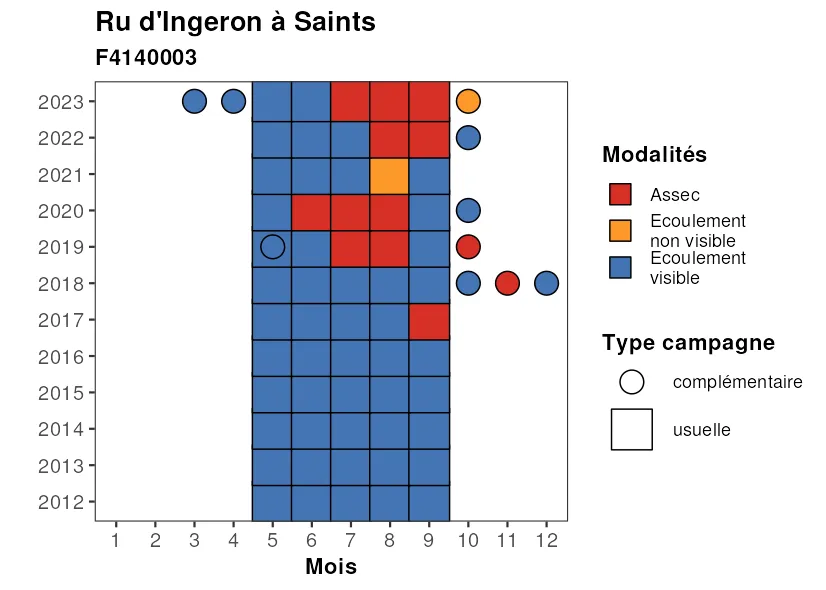 Ru d'Ingeron à Saints
F4140003
2023
2022
2021
2020
2019
2018
2017
2016
2015
2014
2013
2012
1 2 3 4 5 6 7 8 9 10 11 12
Mois
Modalités
Assec
Ecoulement
non visible
Ecoulement
visible
Type campagne
complémentaire
usuelle